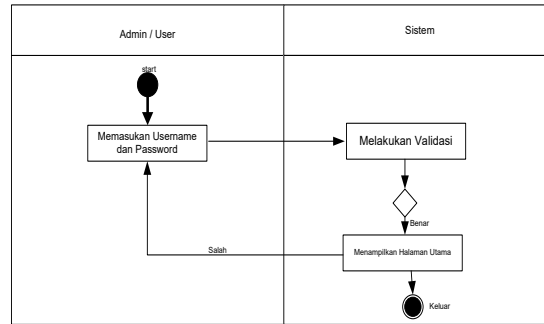 Admin / User
Sistem
start
Memasukan Username
dan Password
Melakukan Validasi
Benar
Salah
Menampilkan Halaman Utama
Keluar